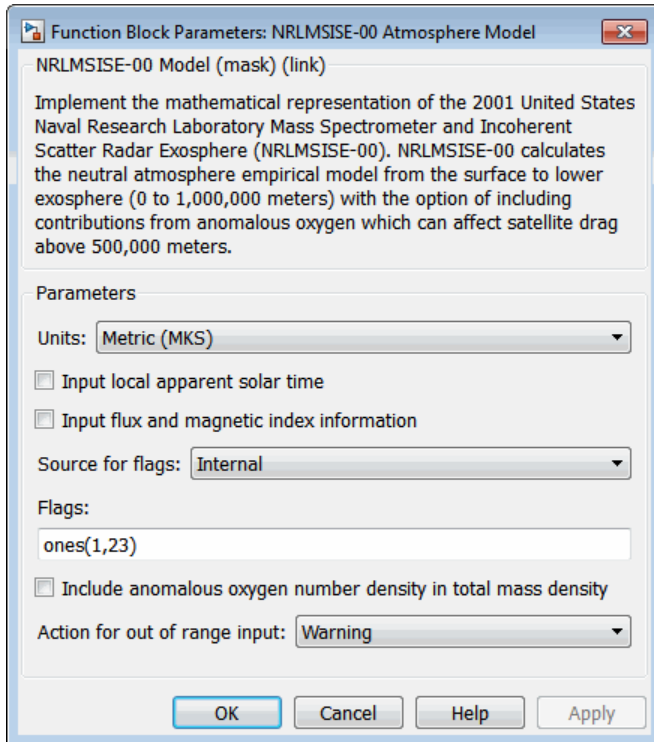 Function Block Parameters: NRLMSISE-00 Atmosphere Model
NRLMSISE-00 Model (mask) (link)
Implement the mathematical representation of the 2001 United States
Naval Research Laboratory Mass Spectrometer and Incoherent
Scatter Radar Exosphere (NRLMSISE-00). NRLMSISE-00 calculates
the neutral atmosphere empirical model from the surface to lower
exosphere (0 to 1,000,000 meters) with the option of including
contributions from anomalous oxygen which can affect satellite drag
above 500,000 meters.
Parameters
Units: Metric (MKS)
Input local apparent solar time
Input flux and magnetic index information
Source for flags: Internal
Flags:
ones(1,23)
Include anomalous oxygen number density in total mass density
Action for out of range input: Warning
OK Cancel Help Apply